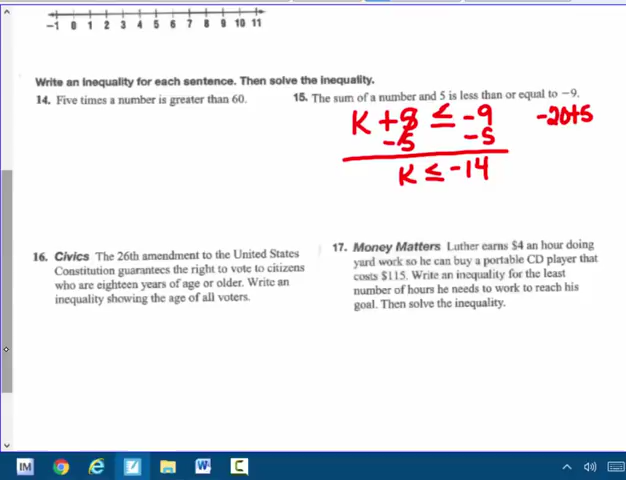 -1 0 1 2 3 4 5 6 7 8 9 10 11
Write an inequality for each sentence. Then solve the inequality.
14. Five times a number is greater than 60.
15. The sum of a number and 5 is less than or equal to −9.
K + 5 ≤ -9
-5 -5
K ≤ -14
-20+5
16. Civics The 26th amendment to the United States
Constitution guarantees the right to vote to citizens
who are eighteen years of age or older. Write an
inequality showing the age of all voters.
17. Money Matters Luther earns $4 an hour doing
yard work so he can buy a portable CD player that
costs $115. Write an inequality for the least
number of hours he needs to work to reach his
goal. Then solve the inequality.
IM